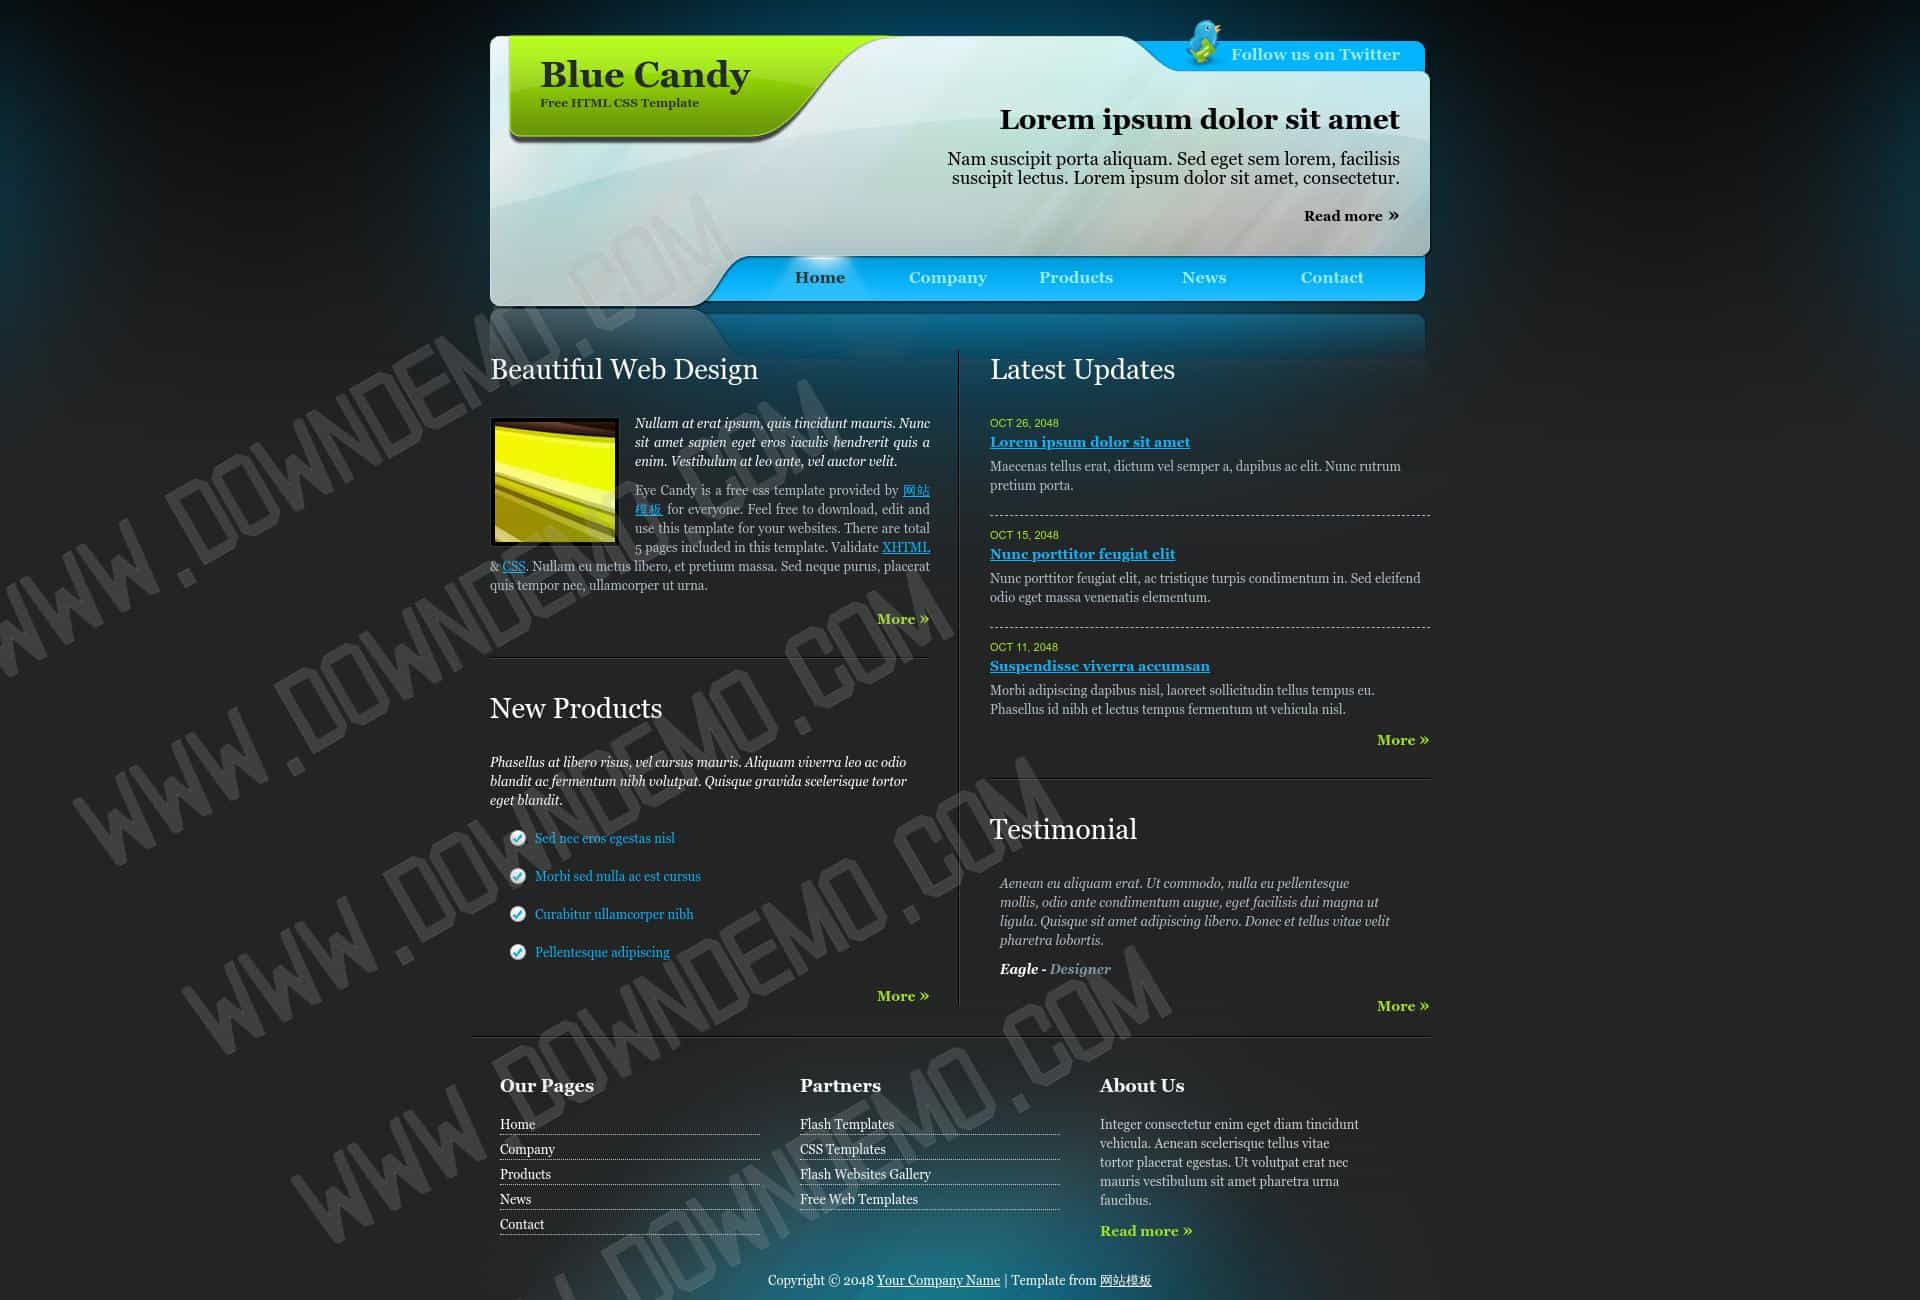 Blue Candy
Free HTML CSS Template
Follow us on Twitter
Lorem ipsum dolor sit amet
Nam suscipit porta aliquam. Sed eget sem lorem, facilisis
suscipit lectus. Lorem ipsum dolor sit amet, consectetur.
Read more »
Home Company Products News Contact
Beautiful Web Design
Nullam at erat ipsum, quis tincidunt mauris. Nunc
sit amet sapien eget eros iaculis hendrerit quis a
enim. Vestibulum at leo ante, vel auctor velit.
Eye Candy is a free css template provided by 网站
模板 for everyone. Feel free to download, edit and
use this template for your websites. There are total
5 pages included in this template. Validate XHTML
& CSS. Nullam eu metus libero, et pretium massa. Sed neque purus, placerat
quis tempor nec, ullamcorper ut urna.
More »
New Products
Phasellus at libero risus, vel cursus mauris. Aliquam viverra leo ac odio
blandit ac fermentum nibh volutpat. Quisque gravida scelerisque tortor
eget blandit.
Sed nec eros egestas nisl
Morbi sed nulla ac est cursus
Curabitur ullamcorper nibh
Pellentesque adipiscing
More »
Latest Updates
OCT 26, 2048
Lorem ipsum dolor sit amet
Maecenas tellus erat, dictum vel semper a, dapibus ac elit. Nunc rutrum
pretium porta.
OCT 15, 2048
Nunc porttitor feugiat elit
Nunc porttitor feugiat elit, ac tristique turpis condimentum in. Sed eleifend
odio eget massa venenatis elementum.
OCT 11, 2048
Suspendisse viverra accumsan
Morbi adipiscing dapibus nisl, laoreet sollicitudin tellus tempus eu.
Phasellus id nibh et lectus tempus fermentum ut vehicula nisl.
More »
Testimonial
Aenean eu aliquam erat. Ut commodo, nulla eu pellentesque
mollis, odio ante condimentum augue, eget facilisis dui magna ut
ligula. Quisque sit amet adipiscing libero. Donec et tellus vitae velit
pharetra lobortis.
Eagle - Designer
More »
Our Pages
Home
Company
Products
News
Contact
Partners
Flash Templates
CSS Templates
Flash Websites Gallery
Free Web Templates
About Us
Integer consectetur enim eget diam tincidunt
vehicula. Aenean scelerisque tellus vitae
tortor placerat egestas. Ut volutpat erat nec
mauris vestibulum sit amet pharetra urna
faucibus.
Read more »
Copyright © 2048 Your Company Name | Template from 网站模板
WWW.DOWNDEMO.COM
WWW.DOWNDEMO.COM
WWW.DOWNDEMO.COM
WWW.DOWNDEMO.COM
.DOWNDEMO.COM